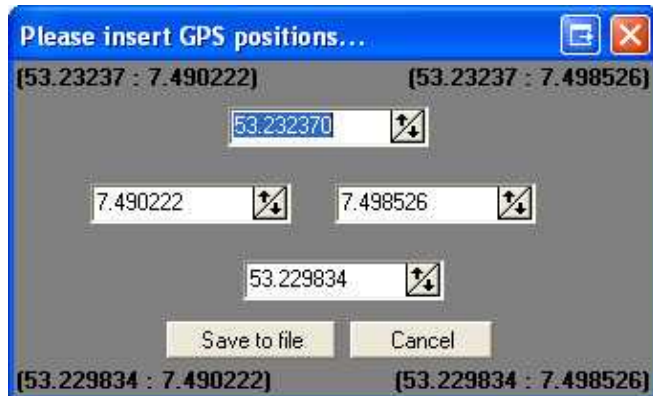 Please insert GPS positions...
(53.23237 : 7.490222) (53.23237 : 7.498526)
53.232370
7.490222 7.498526
53.229834
Save to file Cancel
(53.229834 : 7.490222) (53.229834 : 7.498526)